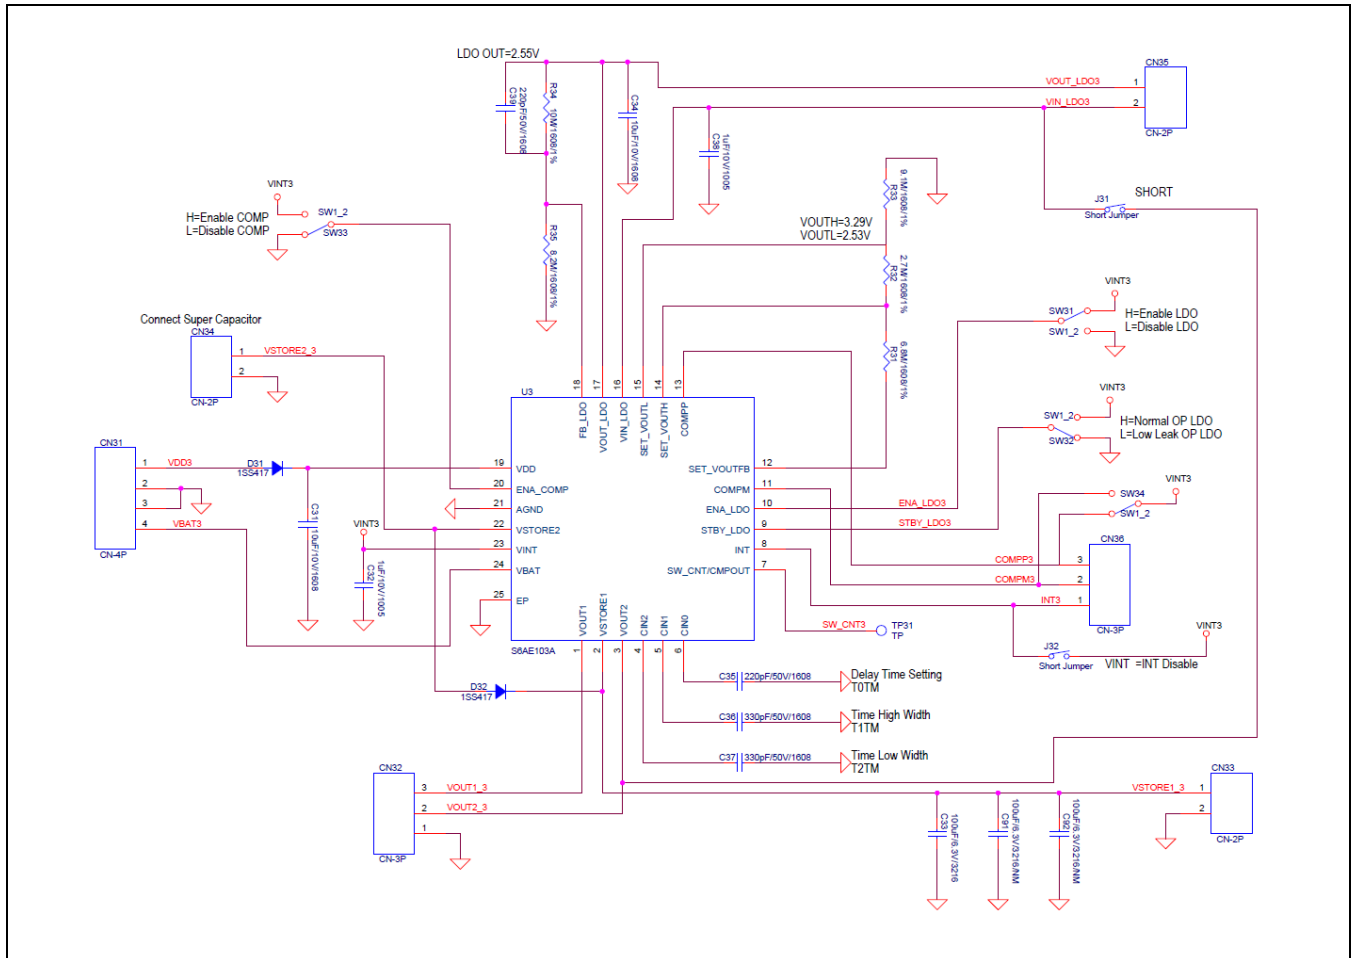 LDO OUT=2.55V
C39
220pF/50V/1608
R34
10M/1608/1%
C34
10uF/10V/1608
VOUT_LDO3
VIN_LDO3
CN35
1
2
CN-2P
C38
1uF/10V/1005
R33
9.1M/1608/1%
J31
Short Jumper
SHORT
VINT3
H=Enable COMP
L=Disable COMP
SW1_2
SW33
R35
8.2M/1608/1%
VOUTH=3.29V
VOUTL=2.53V
R32
2.7M/1608/1%
VINT3
SW31
SW1_2
H=Enable LDO
L=Disable LDO
Connect Super Capacitor
CN34
1
2
CN-2P
VSTORE2_3
R31
6.8M/1608/1%
VINT3
SW1_2
SW32
H=Normal OP LDO
L=Low Leak OP LDO
U3
18
17
16
15
14
13
FB_LDO
VOUT_LDO
VIN_LDO
SET_VOUTL
SET_VOUTH
COMPP
CN31
1
2
3
4
CN-4P
VDD3
VBAT3
D31
1SS417
C31
10uF/10V/1608
VINT3
C32
1uF/10V/1005
19
VDD
20
ENA_COMP
21
AGND
22
VSTORE2
23
VINT
24
VBAT
25
EP
SET_VOUTFB
12
COMPM
11
ENA_LDO
10
STBY_LDO
9
INT
8
SW_CNT/CMPOUT
7
ENA_LDO3
STBY_LDO3
VINT3
SW34
SW1_2
COMPP3
COMPM3
INT3
CN36
3
2
1
CN-3P
SW_CNT3
TP31
TP
J32
Short Jumper
VINT3
VINT =INT Disable
VOUT1
VSTORE1
VOUT2
CIN2
CIN1
CIN0
S6AE103A
1
2
3
4
5
6
D32
1SS417
C35
220pF/50V/1608
Delay Time Setting
T0TM
C36
330pF/50V/1608
Time High Width
T1TM
C37
330pF/50V/1608
Time Low Width
T2TM
CN32
3
2
1
CN-3P
VOUT1_3
VOUT2_3
VSTORE1_3
CN33
1
2
CN-2P
C33
100uF/6.3V/3216
C91
100uF/6.3V/3216/NM
C92
100uF/6.3V/3216/NM